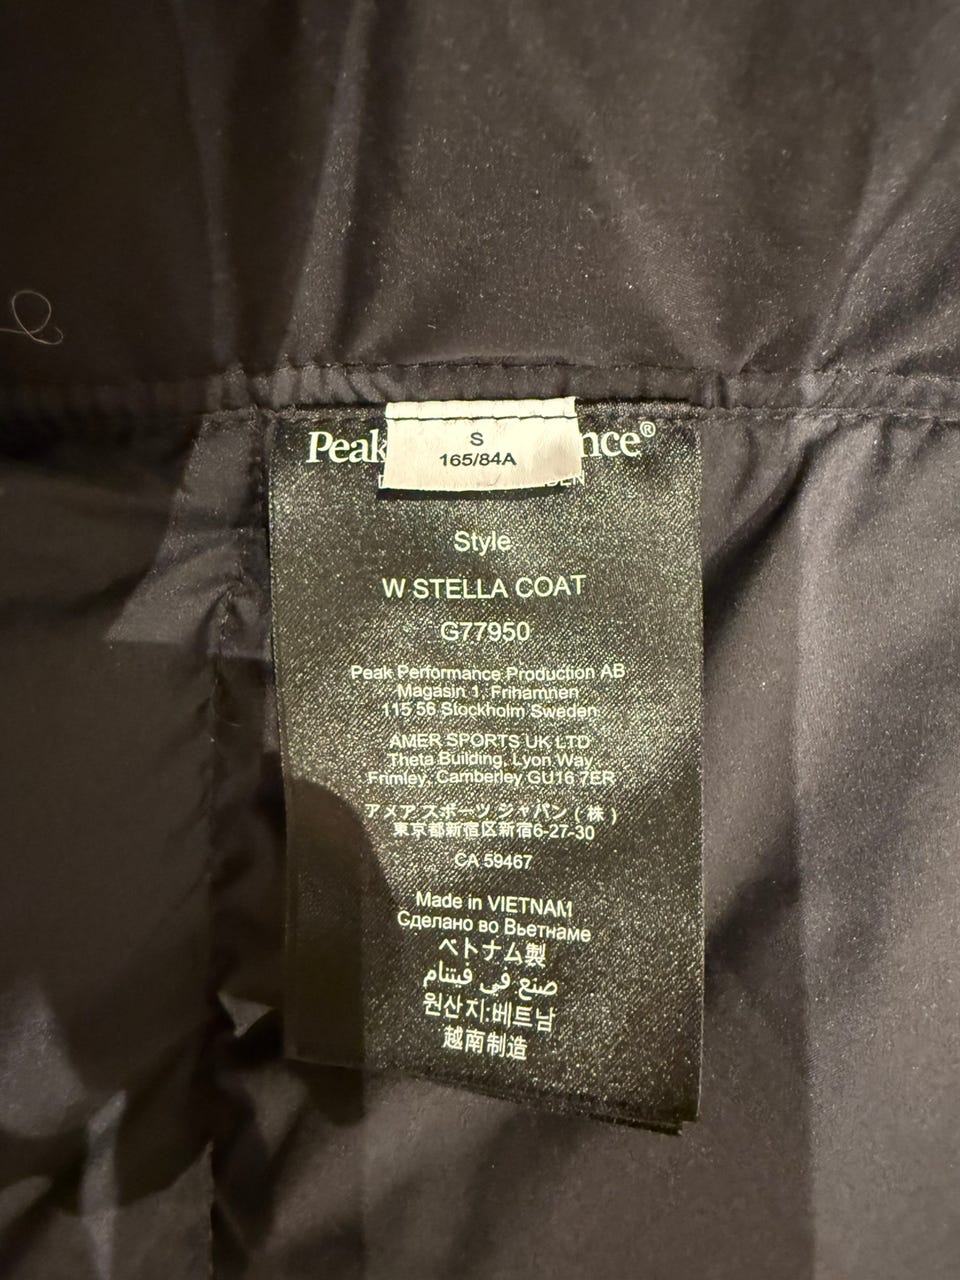 S
165/84A
Peak nce®
Style
W STELLA COAT
G77950
Peak Performance Production AB
Magasin 1, Frihamnen
115 56 Stockholm Sweden
AMER SPORTS UK LTD
Theta Building, Lyon Way
Frimley, Camberley GU16 7ER
アメアスポーツジャパン(株)
東京都新宿区新宿6-27-30
CA 59467
Made in VIETNAM
Сделано во Вьетнаме
ベトナム製
صنع في فيتنام
원산지:베트남
越南制造